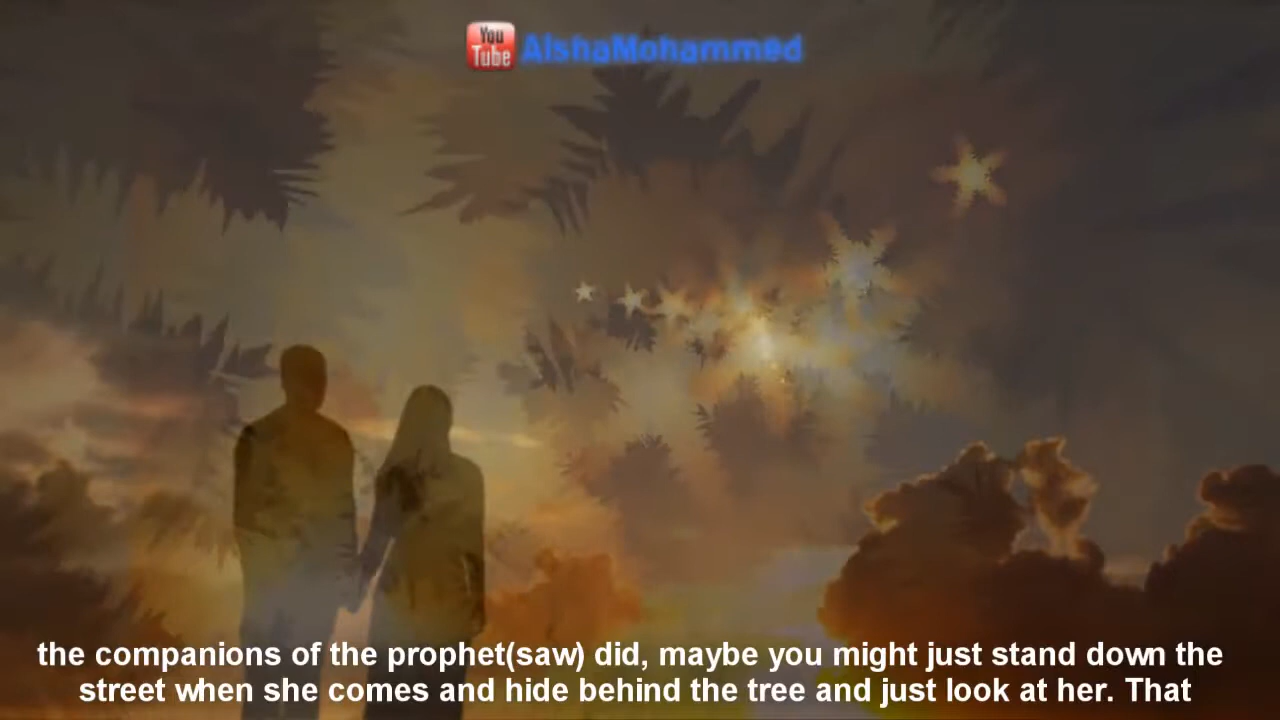 You
Tube AishaMohammed
the companions of the prophet(saw) did, maybe you might just stand down the
street when she comes and hide behind the tree and just look at her. That